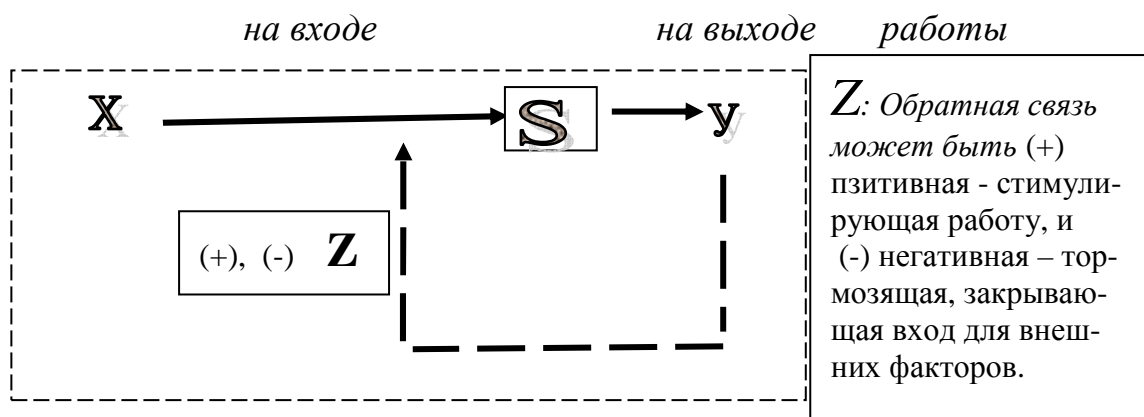 на входе на выходе работы
X S y
(+), (-) Z
Z: Обратная связь
может быть (+)
пзитивная - стимули-
рующая работу, и
(-) негативная – тор-
мозящая, закрываю-
щая вход для внеш-
них факторов.